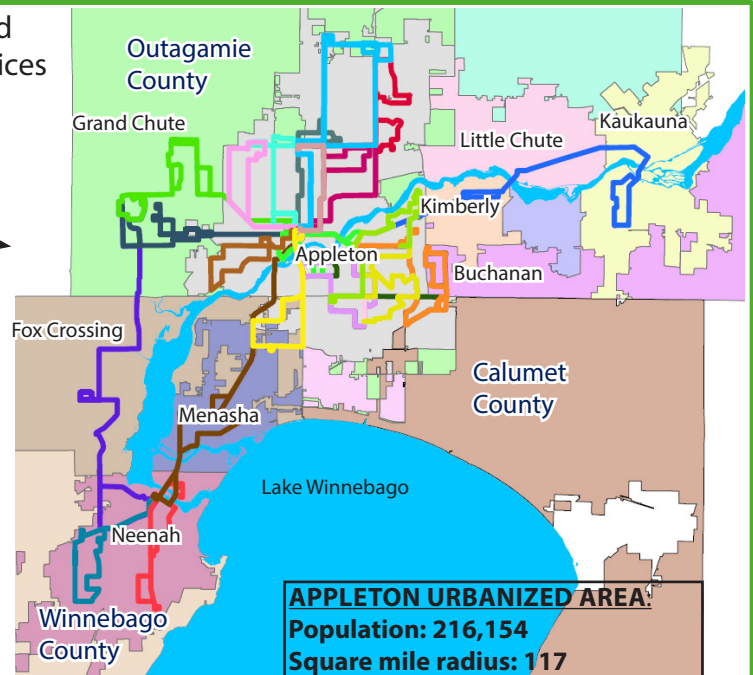 d
ices
Outagamie
County
Grand Chute
Little Chute
Kaukauna
Kimberly
Appleton
Buchanan
Fox Crossing
Calumet
County
Menasha
Lake Winnebago
Neenah
Winnebago
County
APPLETON URBANIZED AREA:
Population: 216,154
Square mile radius: 117